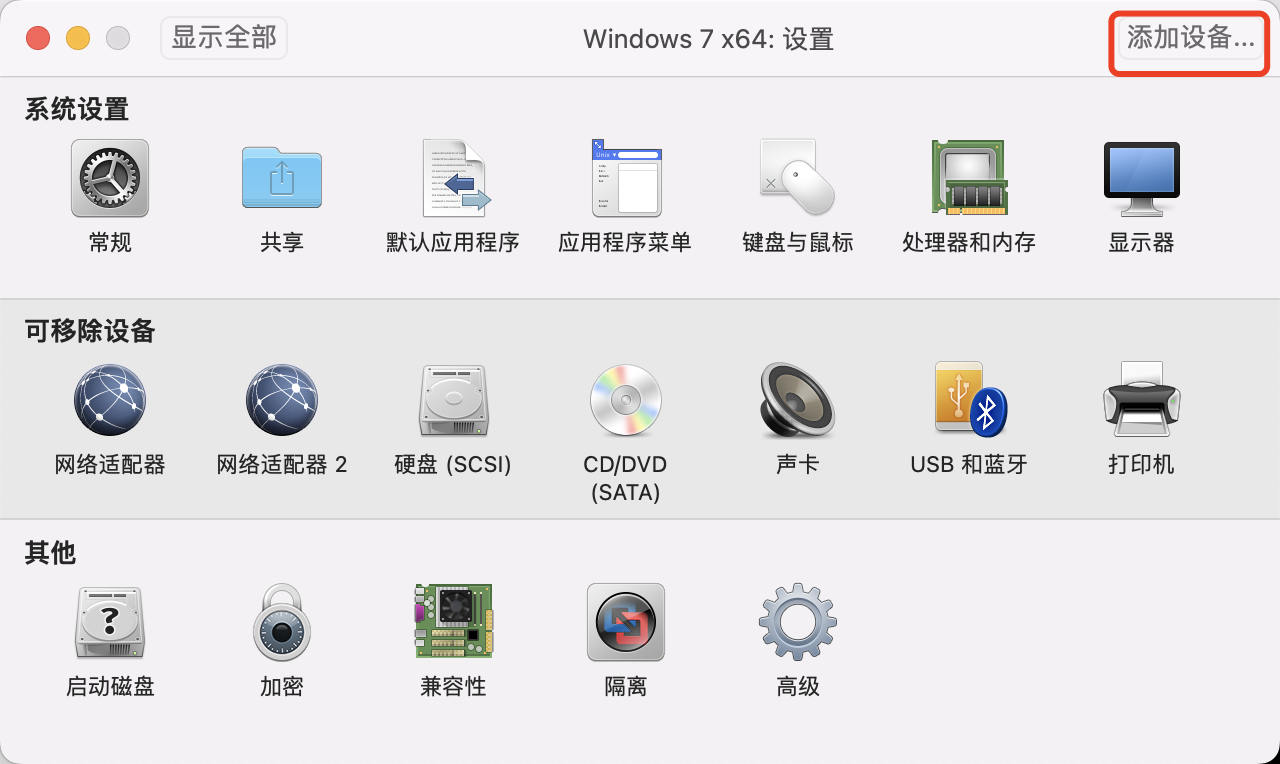 显示全部
Windows 7 x64: 设置
添加设备...
系统设置
常规
共享
默认应用程序
应用程序菜单
键盘与鼠标
处理器和内存
显示器
可移除设备
网络适配器
网络适配器 2
硬盘 (SCSI)
CD/DVD
(SATA)
声卡
USB 和蓝牙
打印机
其他
启动磁盘
加密
兼容性
隔离
高级